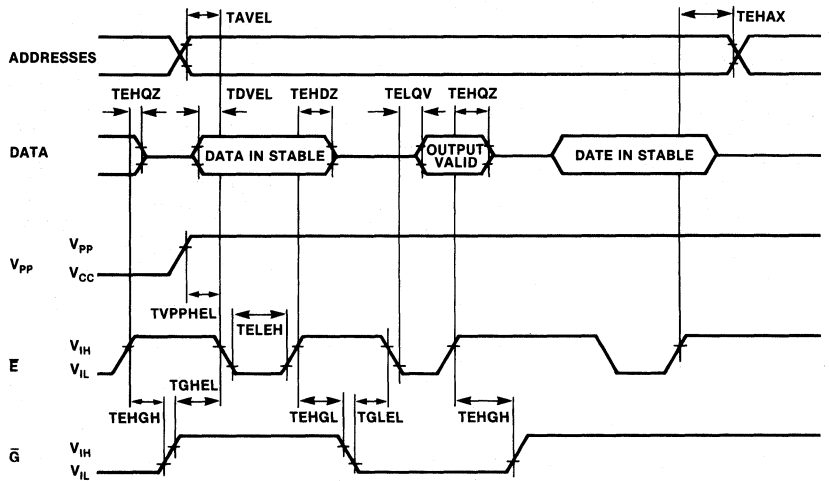 TAVEL
TEHAX
ADDRESSES
TEHQZ
TDVEL
TEHDZ
TELQV
TEHQZ
DATA
DATA IN STABLE
OUTPUT
VALID
DATE IN STABLE
VPP
VPP
VCC
TVPPHEL
TELEH
E̅
VIH
VIL
TGHEL
TEHGH
TEHGL
TGLEL
TEHGH
G̅
VIH
VIL